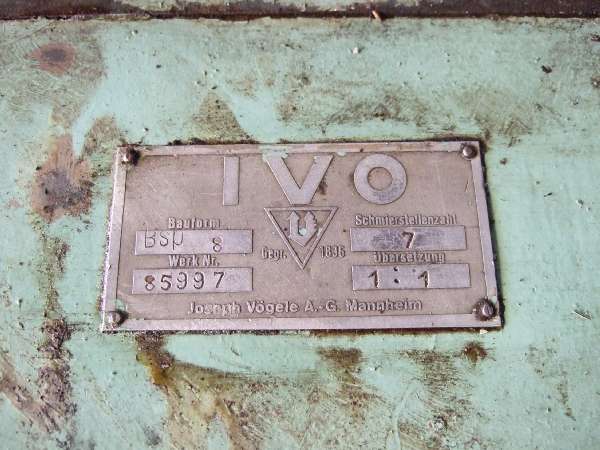 IVO
Bauform
Bsp 8
Schmierstellenzahl
7
Gegr. 1836
Werk Nr.
85997
Übersetzung
1:1
Joseph Vögele A.-G. Mannheim